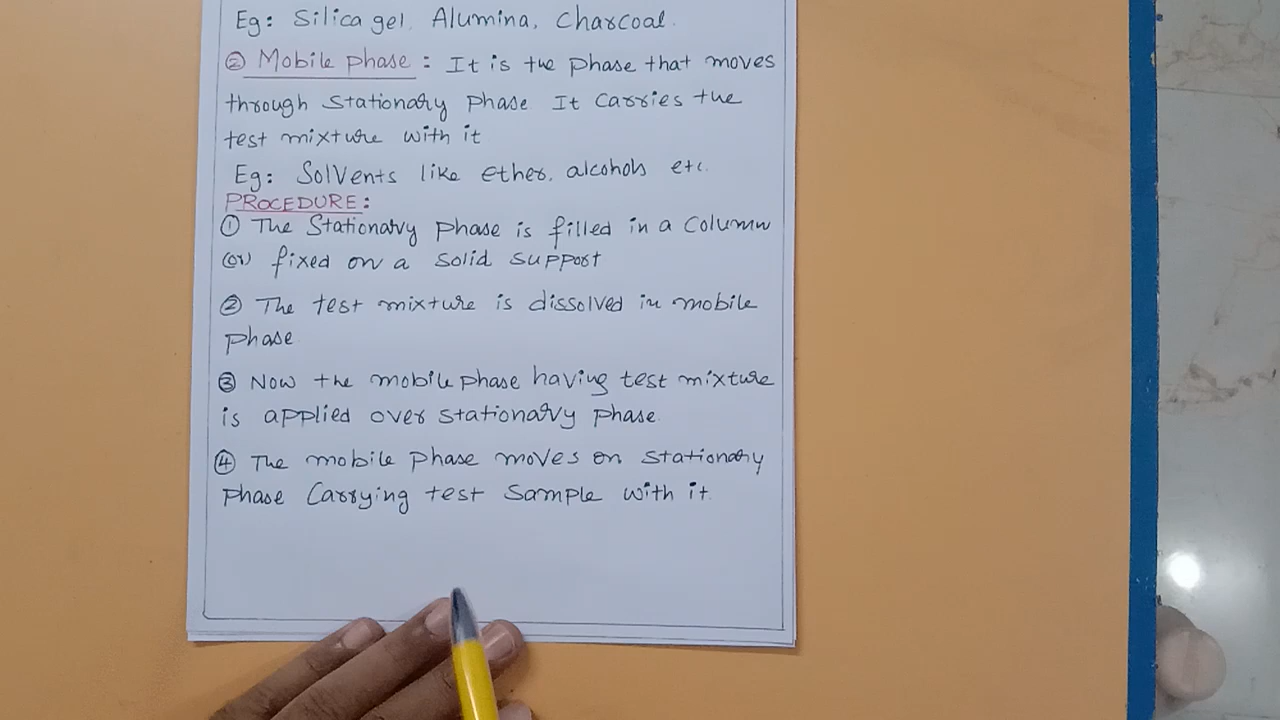 Eg: Silica gel, Alumina, Charcoal.
② Mobile phase: It is the phase that moves
through Stationary phase It Carries the
test mixture with it
Eg: Solvents like ether, alcohols etc.
PROCEDURE:
① The Stationary phase is filled in a Column
(or) fixed on a solid support
② The test mixture is dissolved in mobile
phase
③ Now the mobile phase having test mixture
is applied over stationary phase.
④ The mobile phase moves on stationary
phase Carrying test Sample with it.